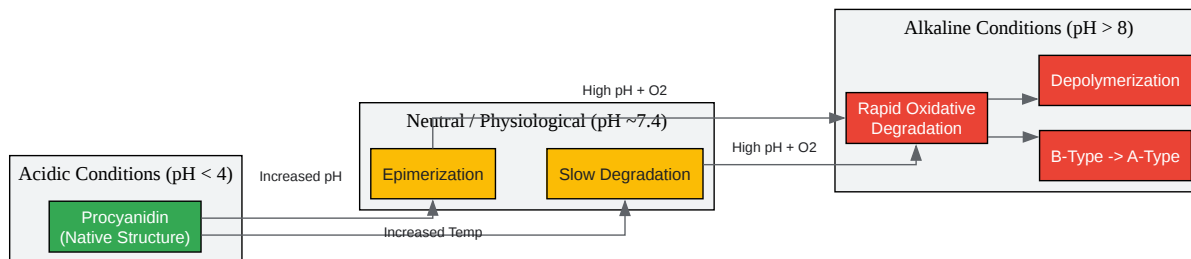 Acidic Conditions (pH < 4)
Procyanidin
(Native Structure)
Increased pH
Increased Temp
Neutral / Physiological (pH ~7.4)
Epimerization
Slow Degradation
High pH + O2
High pH + O2
Alkaline Conditions (pH > 8)
Rapid Oxidative
Degradation
Depolymerization
B-Type -> A-Type